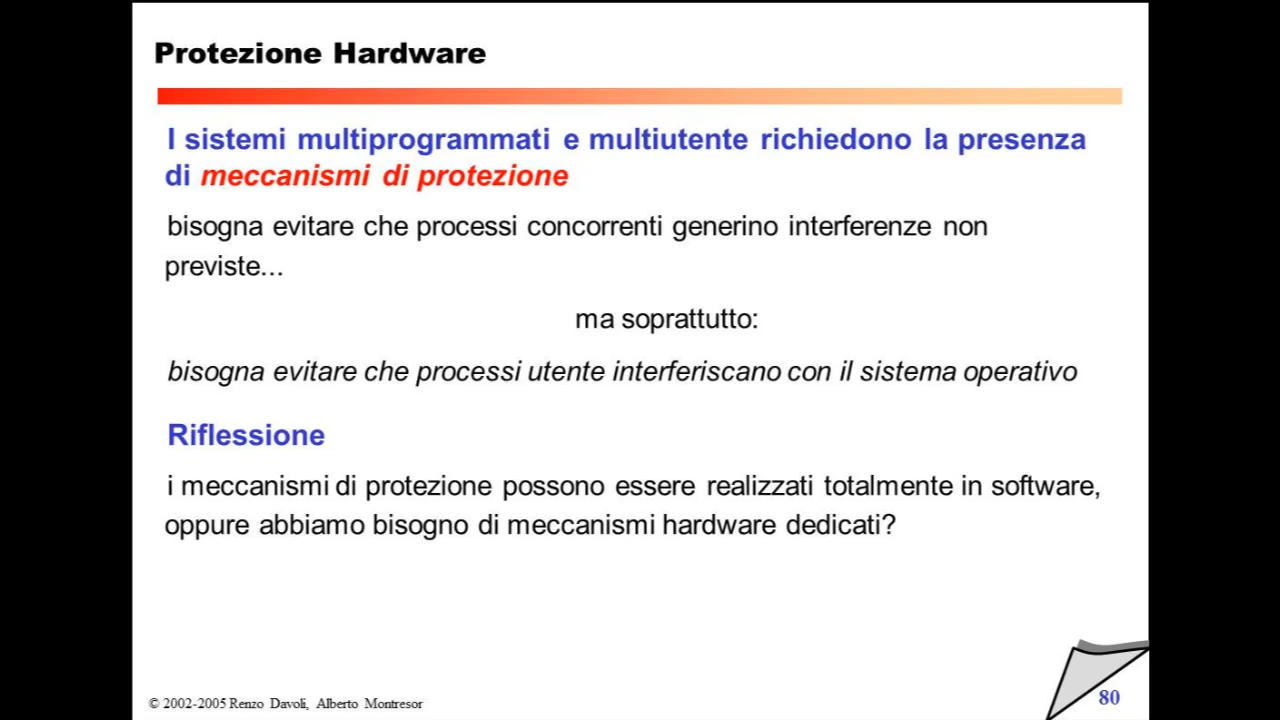 Protezione Hardware
I sistemi multiprogrammati e multiutente richiedono la presenza
di meccanismi di protezione
bisogna evitare che processi concorrenti generino interferenze non
previste...
ma soprattutto:
bisogna evitare che processi utente interferiscano con il sistema operativo
Riflessione
i meccanismi di protezione possono essere realizzati totalmente in software,
oppure abbiamo bisogno di meccanismi hardware dedicati?
© 2002-2005 Renzo Davoli, Alberto Montresor
80